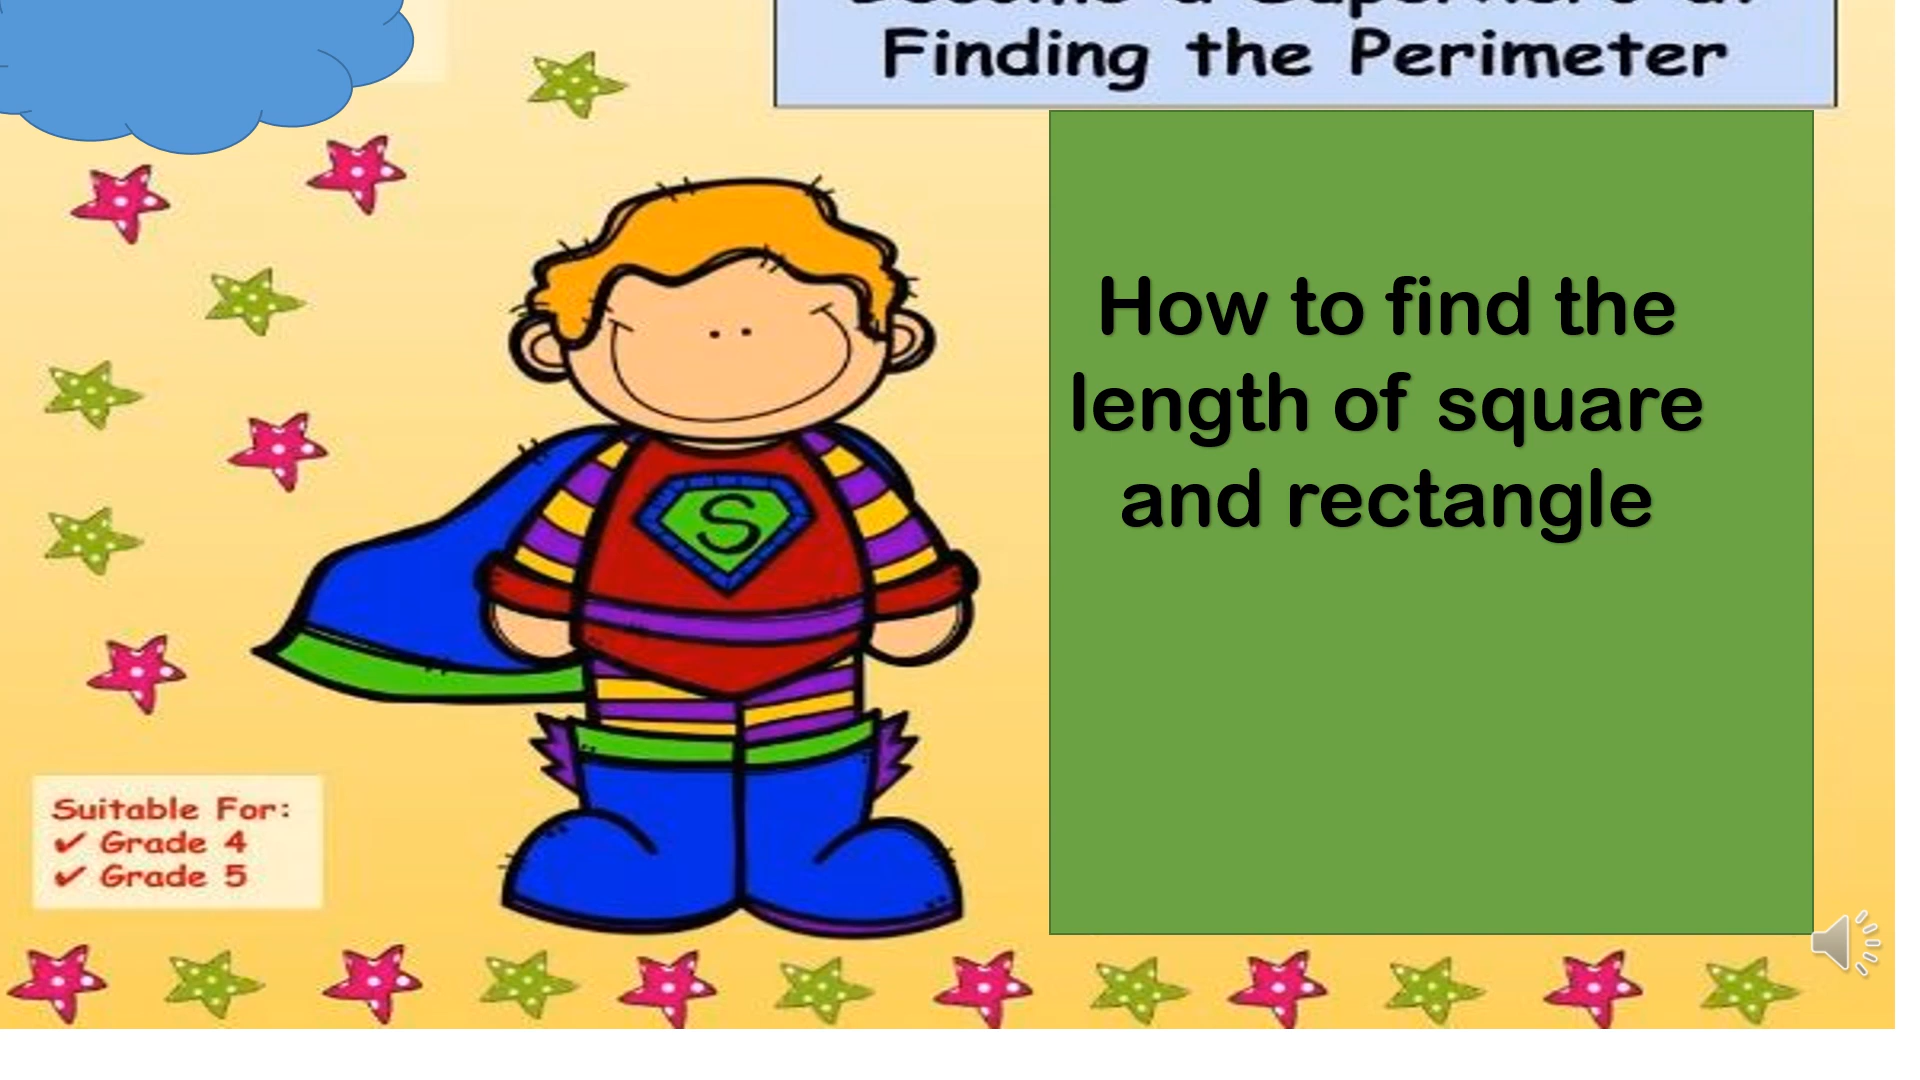 Finding the Perimeter
How to find the
length of square
and rectangle
S
Suitable For:
✓ Grade 4
✓ Grade 5